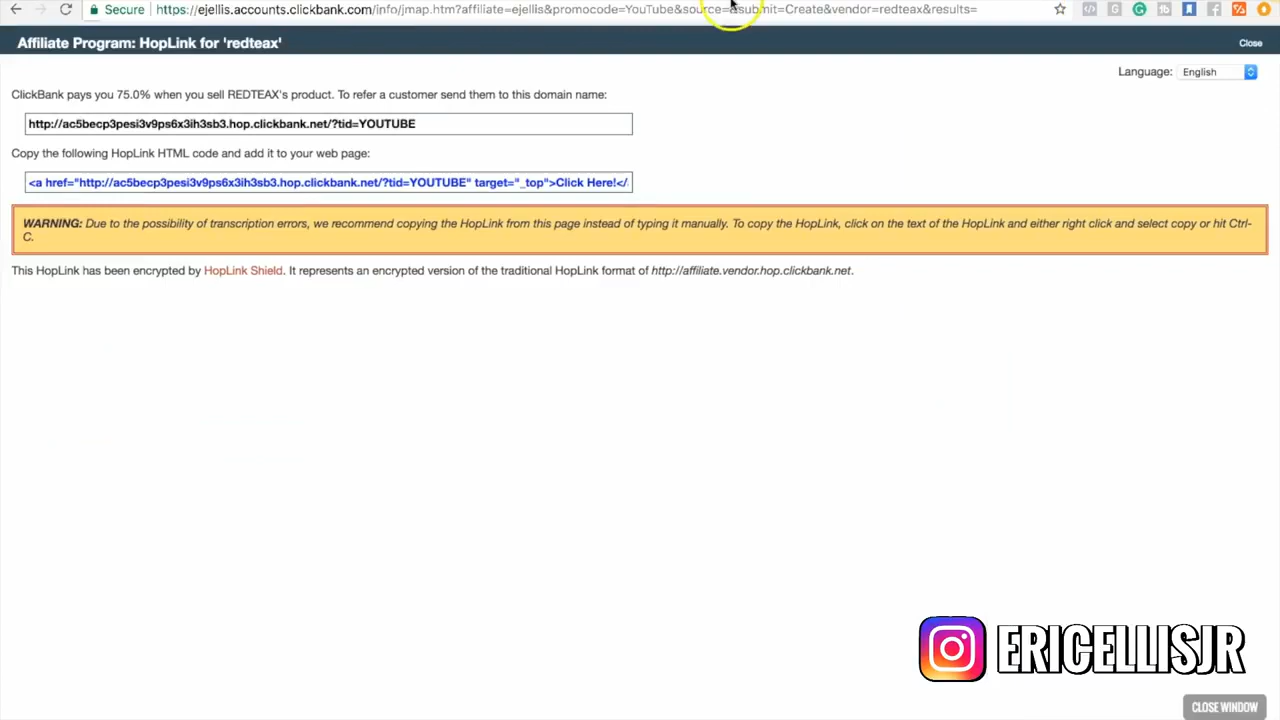 Secure https://ejellis.accounts.clickbank.com/info/jmap.htm?affiliate=ejellis&promocode=YouTube&source=&submit=Create&vendor=redteax&results=
Affiliate Program: HopLink for 'redteax'
Close
Language: English
ClickBank pays you 75.0% when you sell REDTEAX's product. To refer a customer send them to this domain name:
http://ac5becp3pesi3v9ps6x3ih3sb3.hop.clickbank.net/?tid=YOUTUBE
Copy the following HopLink HTML code and add it to your web page:
<a href="http://ac5becp3pesi3v9ps6x3ih3sb3.hop.clickbank.net/?tid=YOUTUBE" target="_top">Click Here!</
WARNING: Due to the possibility of transcription errors, we recommend copying the HopLink from this page instead of typing it manually. To copy the HopLink, click on the text of the HopLink and either right click and select copy or hit Ctrl-
C.
This HopLink has been encrypted by HopLink Shield. It represents an encrypted version of the traditional HopLink format of http://affiliate.vendor.hop.clickbank.net.
ERICELLISJR
CLOSE WINDOW